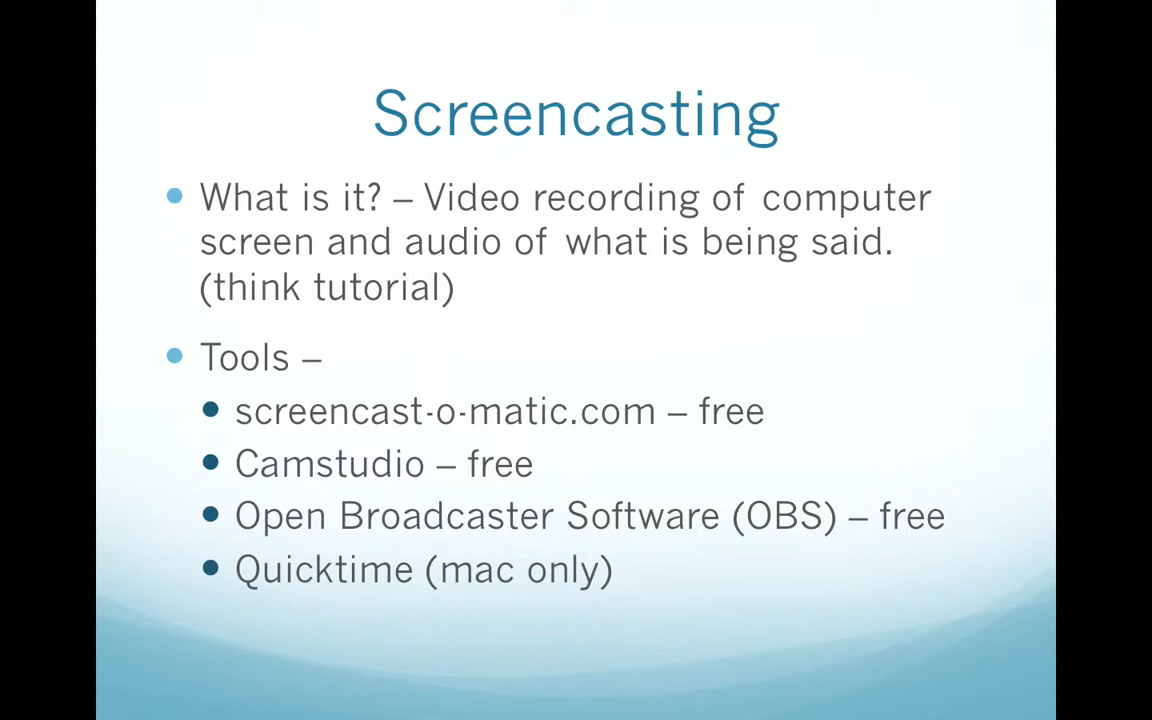 Screencasting
• What is it? – Video recording of computer
screen and audio of what is being said.
(think tutorial)
• Tools –
• screencast-o-matic.com – free
• Camstudio – free
• Open Broadcaster Software (OBS) – free
• Quicktime (mac only)